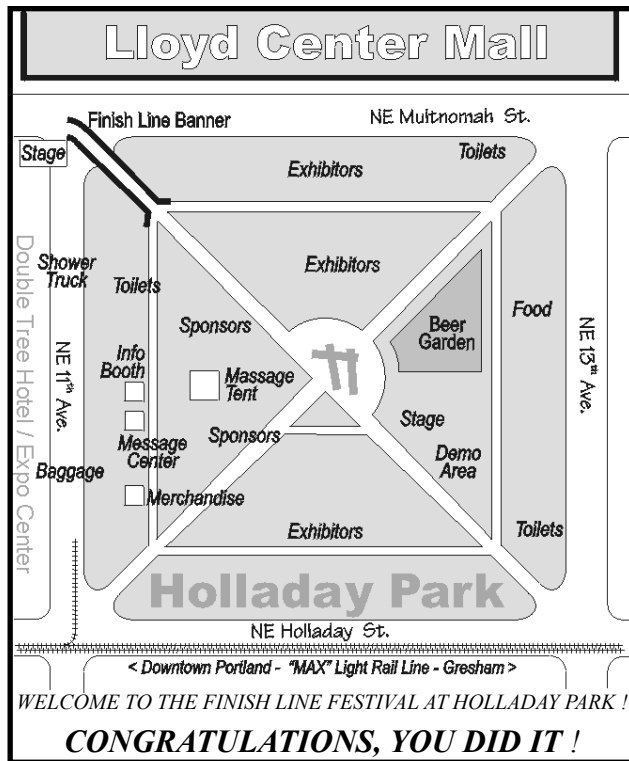 Lloyd Center Mall
Finish Line Banner
NE Multnomah St.
Stage
Toilets
Exhibitors
Double Tree Hotel / Expo Center
Shower
Truck
Toilets
Exhibitors
NE 11th Ave.
Sponsors
Beer
Garden
Food
NE 13th Ave.
Info
Booth
Massage
Tent
Message
Center
Sponsors
Stage
Demo
Area
Baggage
Merchandise
Exhibitors
Toilets
Holladay Park
NE Holladay St.
< Downtown Portland - "MAX" Light Rail Line - Gresham >
WELCOME TO THE FINISH LINE FESTIVAL AT HOLLADAY PARK !
CONGRATULATIONS, YOU DID IT !